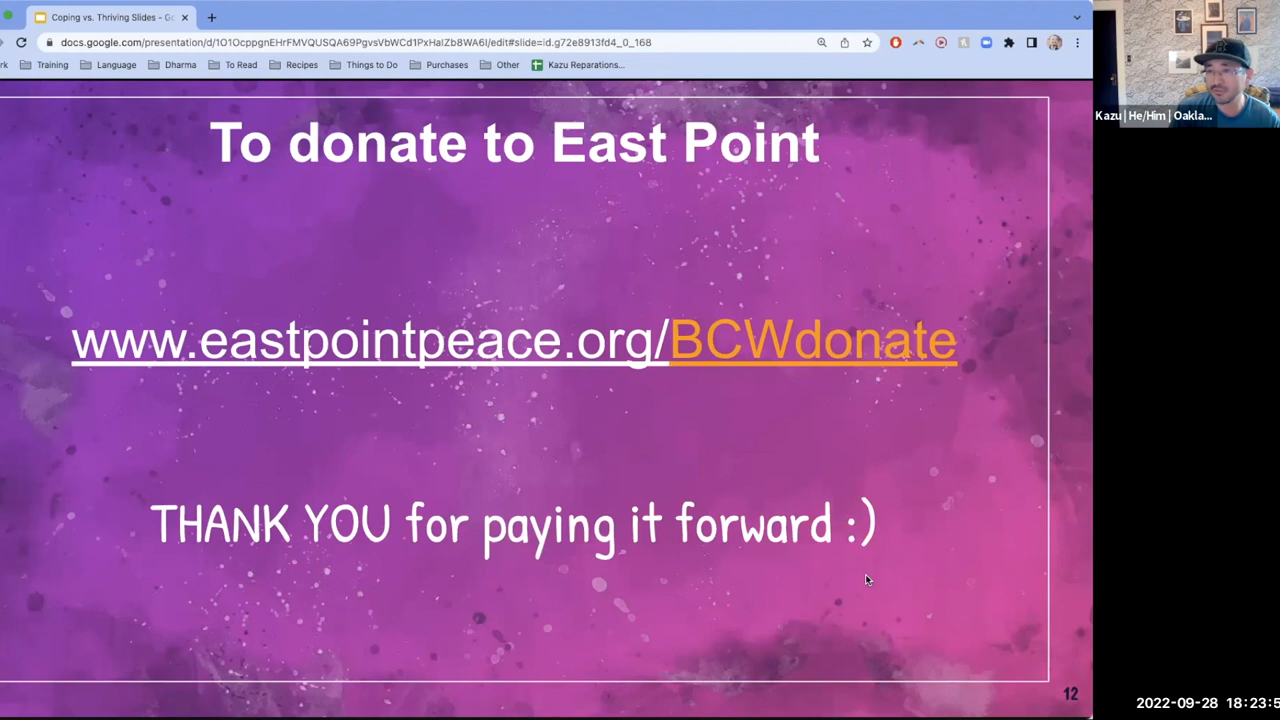 Coping vs. Thriving Slides - Go
docs.google.com/presentation/d/1O1OcppgnEHrFMVQUSQA69PgvsVbWCd1PxHaIZb8WA6I/edit#slide=id.g72e8913fd4_0_168
rk Training Language Dharma To Read Recipes Things to Do Purchases Other Kazu Reparations...
Kazu | He/Him | Oakla...
To donate to East Point
www.eastpointpeace.org/BCWdonate
THANK YOU for paying it forward :)
12
2022-09-28 18:23:5